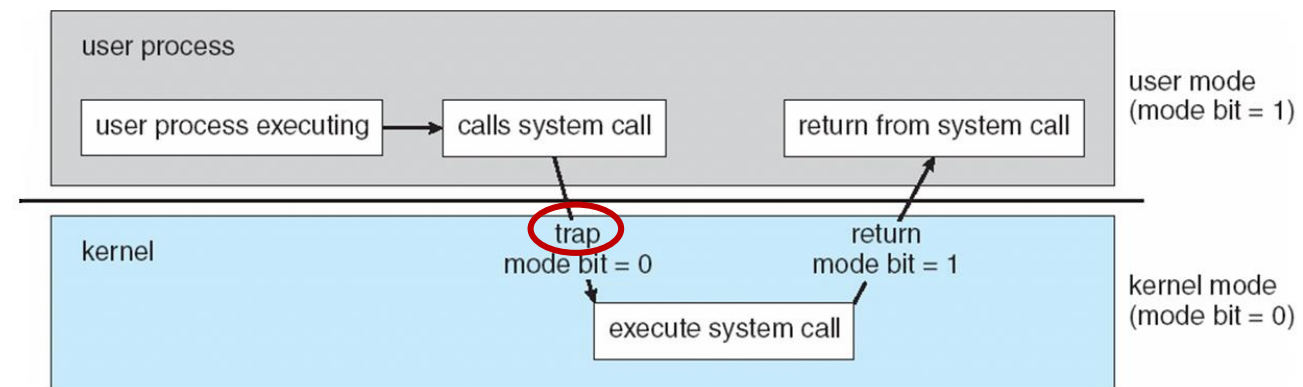 user process
user process executing
calls system call
return from system call
user mode
(mode bit = 1)
kernel
trap
mode bit = 0
return
mode bit = 1
execute system call
kernel mode
(mode bit = 0)